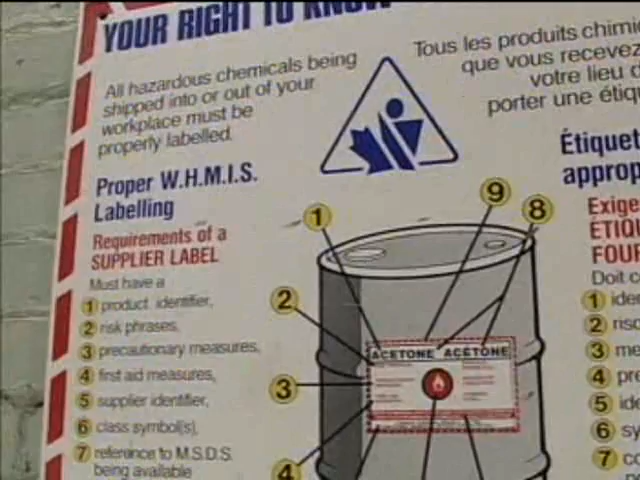 YOUR RIGHT TO KNOW
All hazardous chemicals being
shipped into or out of your
workplace must be
properly labelled.
Proper W.H.M.I.S.
Labelling
Requirements of a
SUPPLIER LABEL
Must have a
1 product identifier,
2 risk phrases,
3 precautionary measures,
4 first aid measures,
5 supplier identifier,
6 class symbol(s),
7 reference to M.S.D.S.
being available
1
2
3
4
9
8
ACETONE ACÉTONE
Tous les produits chimi
que vous recevez
votre lieu d
porter une étiqu
Étiquet
approp
Exige
ÉTIQU
FOUR
Doit c
1 ide
2 risq
3 me
4 pre
5 ide
6 sy
7 co